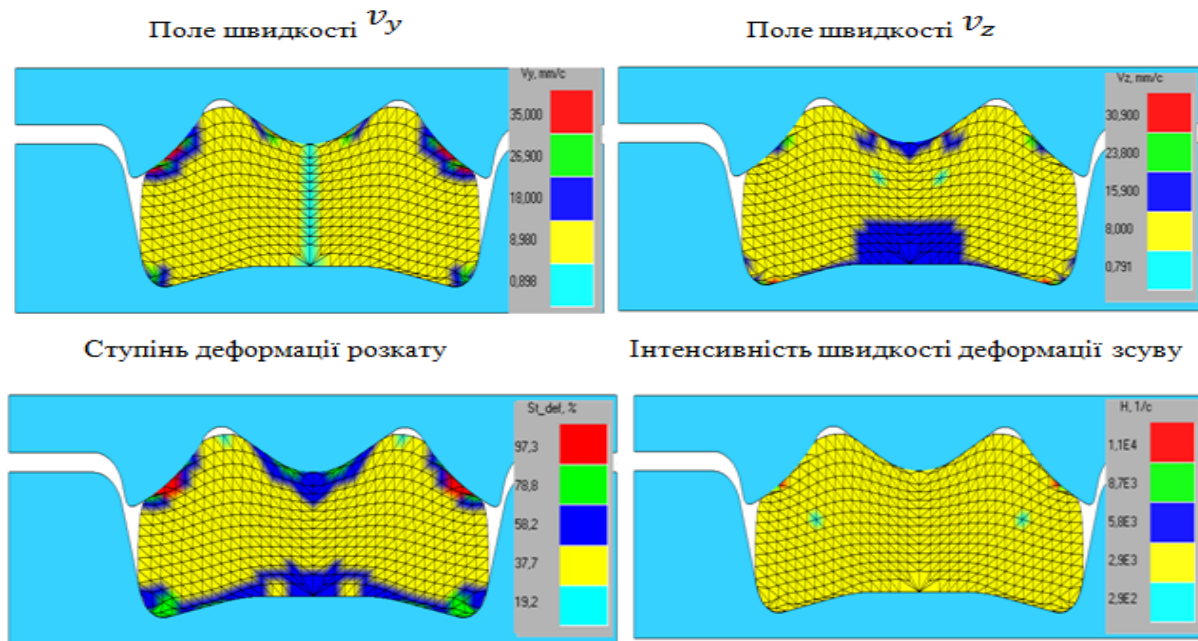 Поле швидкості vy
Поле швидкості vz
Vy, mm/c
35,000
26,900
18,000
8,980
0,898
Vz, mm/c
30,900
23,800
15,900
8,000
0,791
Ступінь деформації розкату
Інтенсивність швидкості деформації зсуву
St_def, %
97,3
78,8
58,2
37,7
19,2
H, 1/c
1,1E4
8,7E3
5,8E3
2,9E3
2,9E2